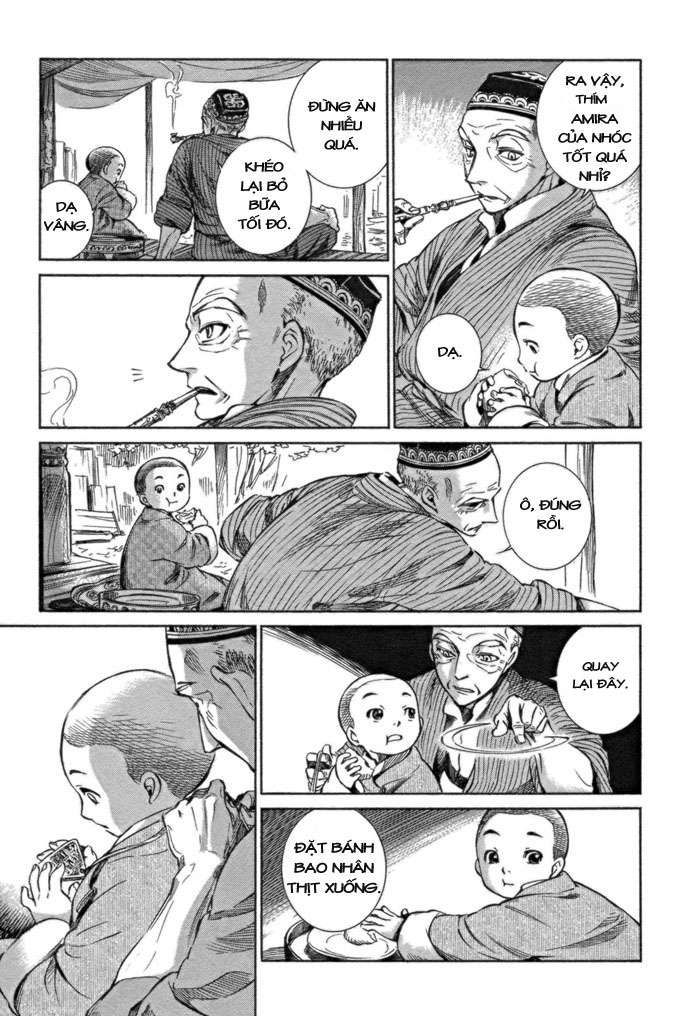 RA VẬY,
THÍM
AMIRA
CỦA NHÓC
TỐT QUÁ
NHỈ?
DẠ.
ĐỪNG ĂN
NHIỀU
QUÁ.
KHÉO
LẠI BỎ
BỮA
TỐI ĐÓ.
DẠ
VÂNG.
Ô, ĐÚNG
RỒI.
QUAY
LẠI ĐÂY.
ĐẶT BÁNH
BAO NHÂN
THỊT XUỐNG.